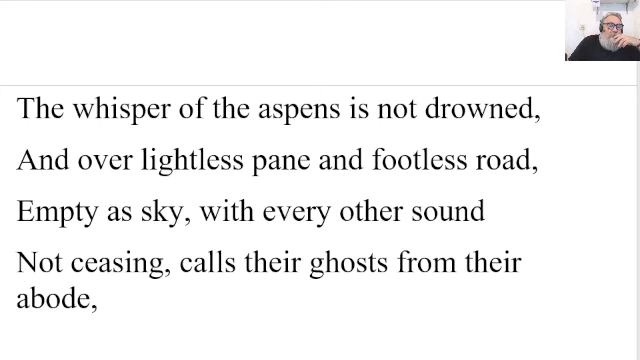 The whisper of the aspens is not drowned,
And over lightless pane and footless road,
Empty as sky, with every other sound
Not ceasing, calls their ghosts from their
abode,